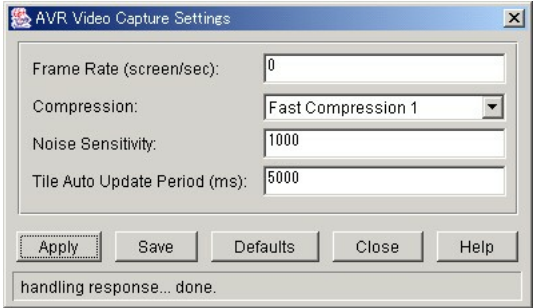 AVR Video Capture Settings
Frame Rate (screen/sec): 0
Compression: Fast Compression 1
Noise Sensitivity: 1000
Tile Auto Update Period (ms): 5000
Apply Save Defaults Close Help
handling response... done.